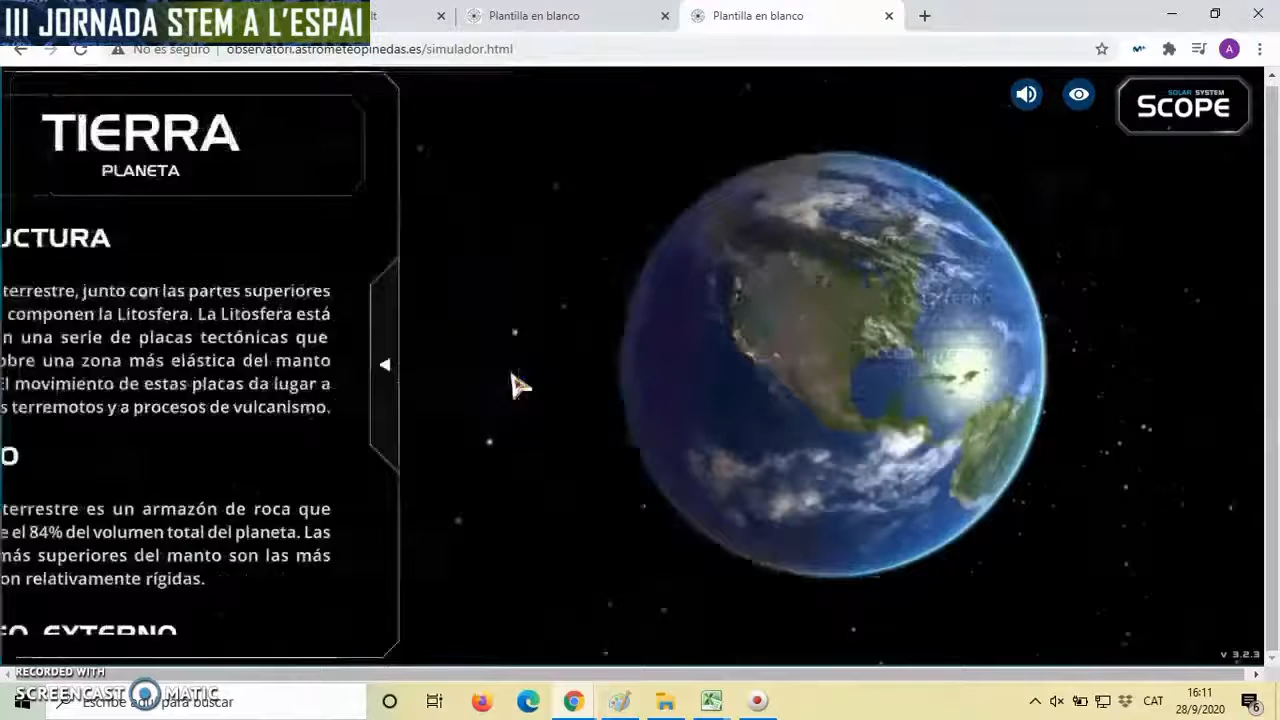 III JORNADA STEM A L'ESPAI
lt
Plantilla en blanco
Plantilla en blanco
No es seguro
observatori.astrometeopinedas.es/simulador.html
A
SOLAR SYSTEM
SCOPE
TIERRA
PLANETA
UCTURA
terrestre, junto con las partes superiores
componen la Litosfera. La Litosfera está
n una serie de placas tectónicas que
obre una zona más elástica del manto
l movimiento de estas placas da lugar a
s terremotos y a procesos de vulcanismo.
O
terrestre es un armazón de roca que
e el 84% del volumen total del planeta. Las
más superiores del manto son las más
on relativamente rígidas.
EO EXTERNO
v 3.2.3
RECORDED WITH
SCREENCAST MATIC
Escribe aquí para buscar
CAT
16:11
28/9/2020
6